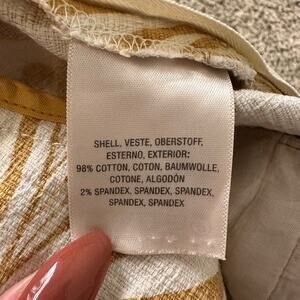 SHELL, VESTE, OBERSTOFF,
ESTERNO, EXTERIOR:
98% COTTON, COTON, BAUMWOLLE,
COTONE, ALGODÓN
2% SPANDEX, SPANDEX, SPANDEX,
SPANDEX, SPANDEX